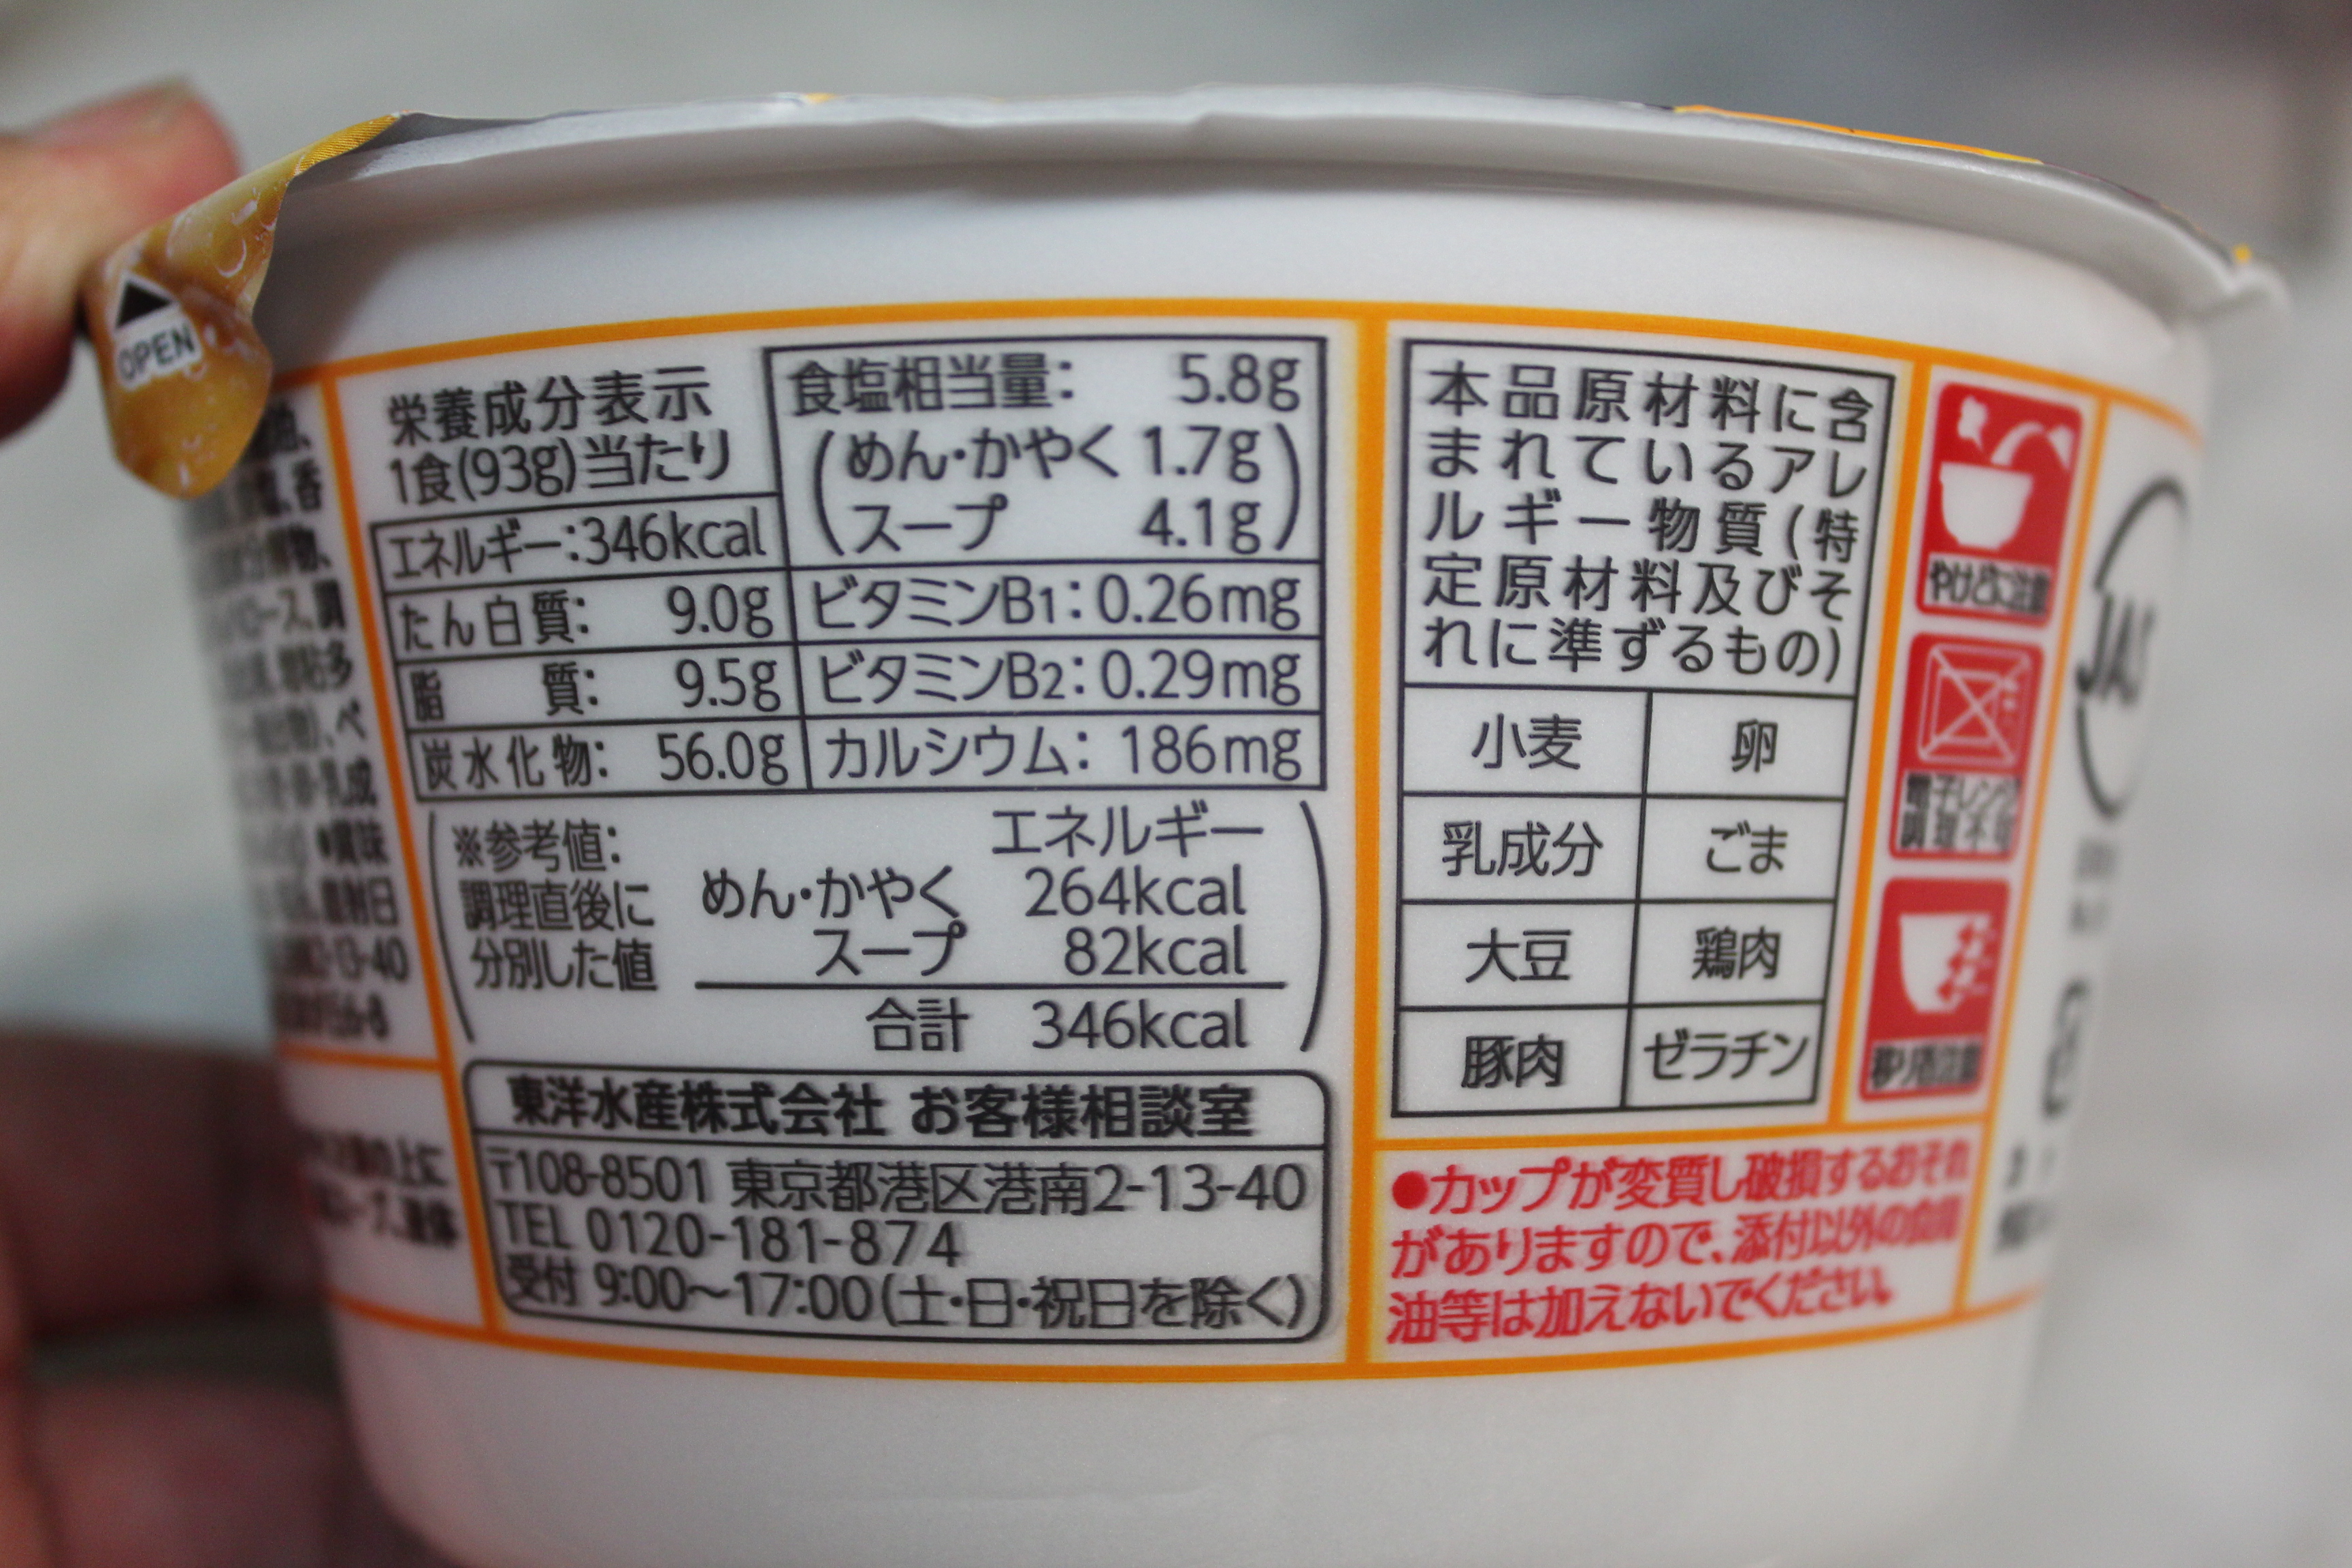 OPEN
栄養成分表示
1食(93g)当たり
エネルギー:346kcal
たん白質: 9.0g
脂 質: 9.5g
炭水化物: 56.0g
食塩相当量: 5.8g
(めん・かやく 1.7g
スープ 4.1g)
ビタミンB1:0.26mg
ビタミンB2:0.29mg
カルシウム: 186mg
※参考値:
調理直後に
分別した値
エネルギー
めん・かやく 264kcal
スープ 82kcal
合計 346kcal
東洋水産株式会社 お客様相談室
〒108-8501 東京都港区港南2-13-40
TEL 0120-181-874
受付 9:00〜17:00(土・日・祝日を除く)
本品原材料に含
まれているアレ
ルギー物質(特
定原材料及びそ
れに準ずるもの)
小麦 卵
乳成分 ごま
大豆 鶏肉
豚肉 ゼラチン
●カップが変質し破損するおそれ
がありますので、添付以外の食用
油等は加えないでください。
やけどに注意
電子レンジ
調理不可
移り香注意
JAS